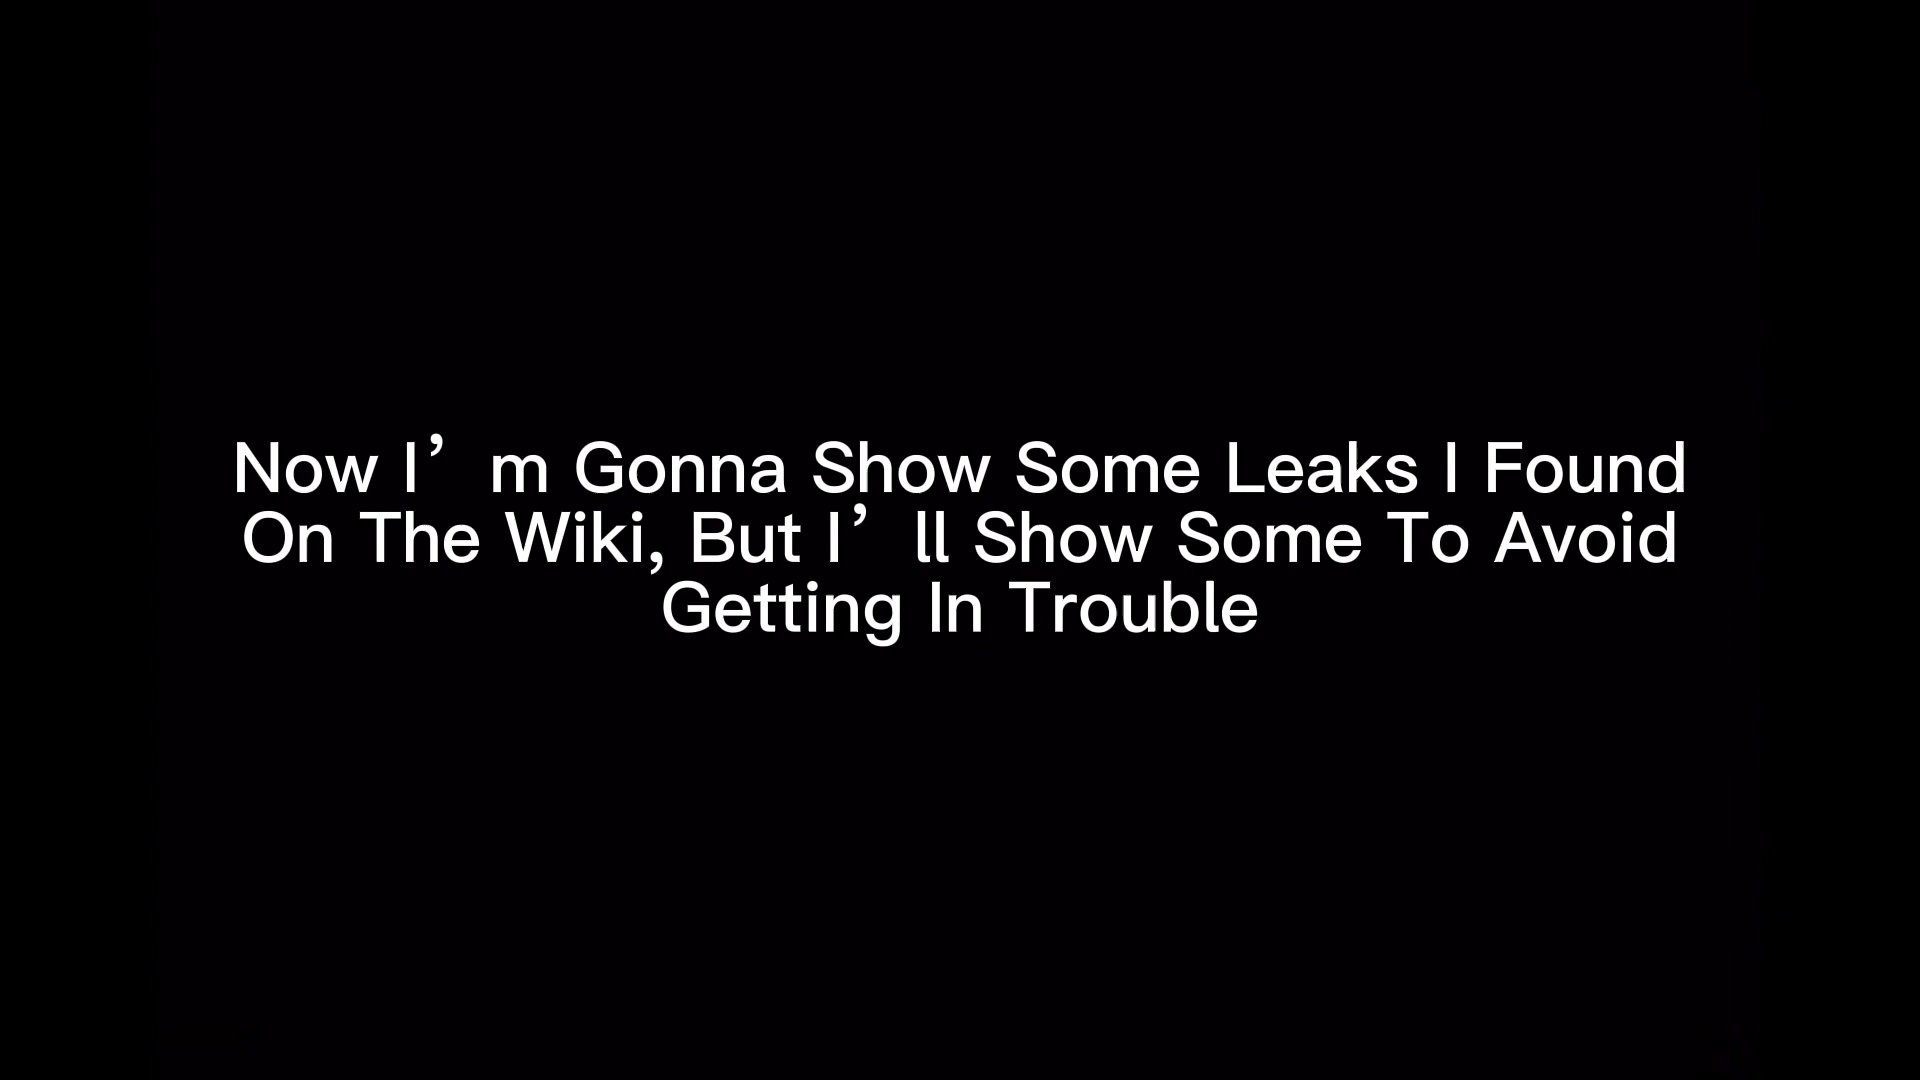 Now I’m Gonna Show Some Leaks I Found
On The Wiki, But I’ll Show Some To Avoid
Getting In Trouble